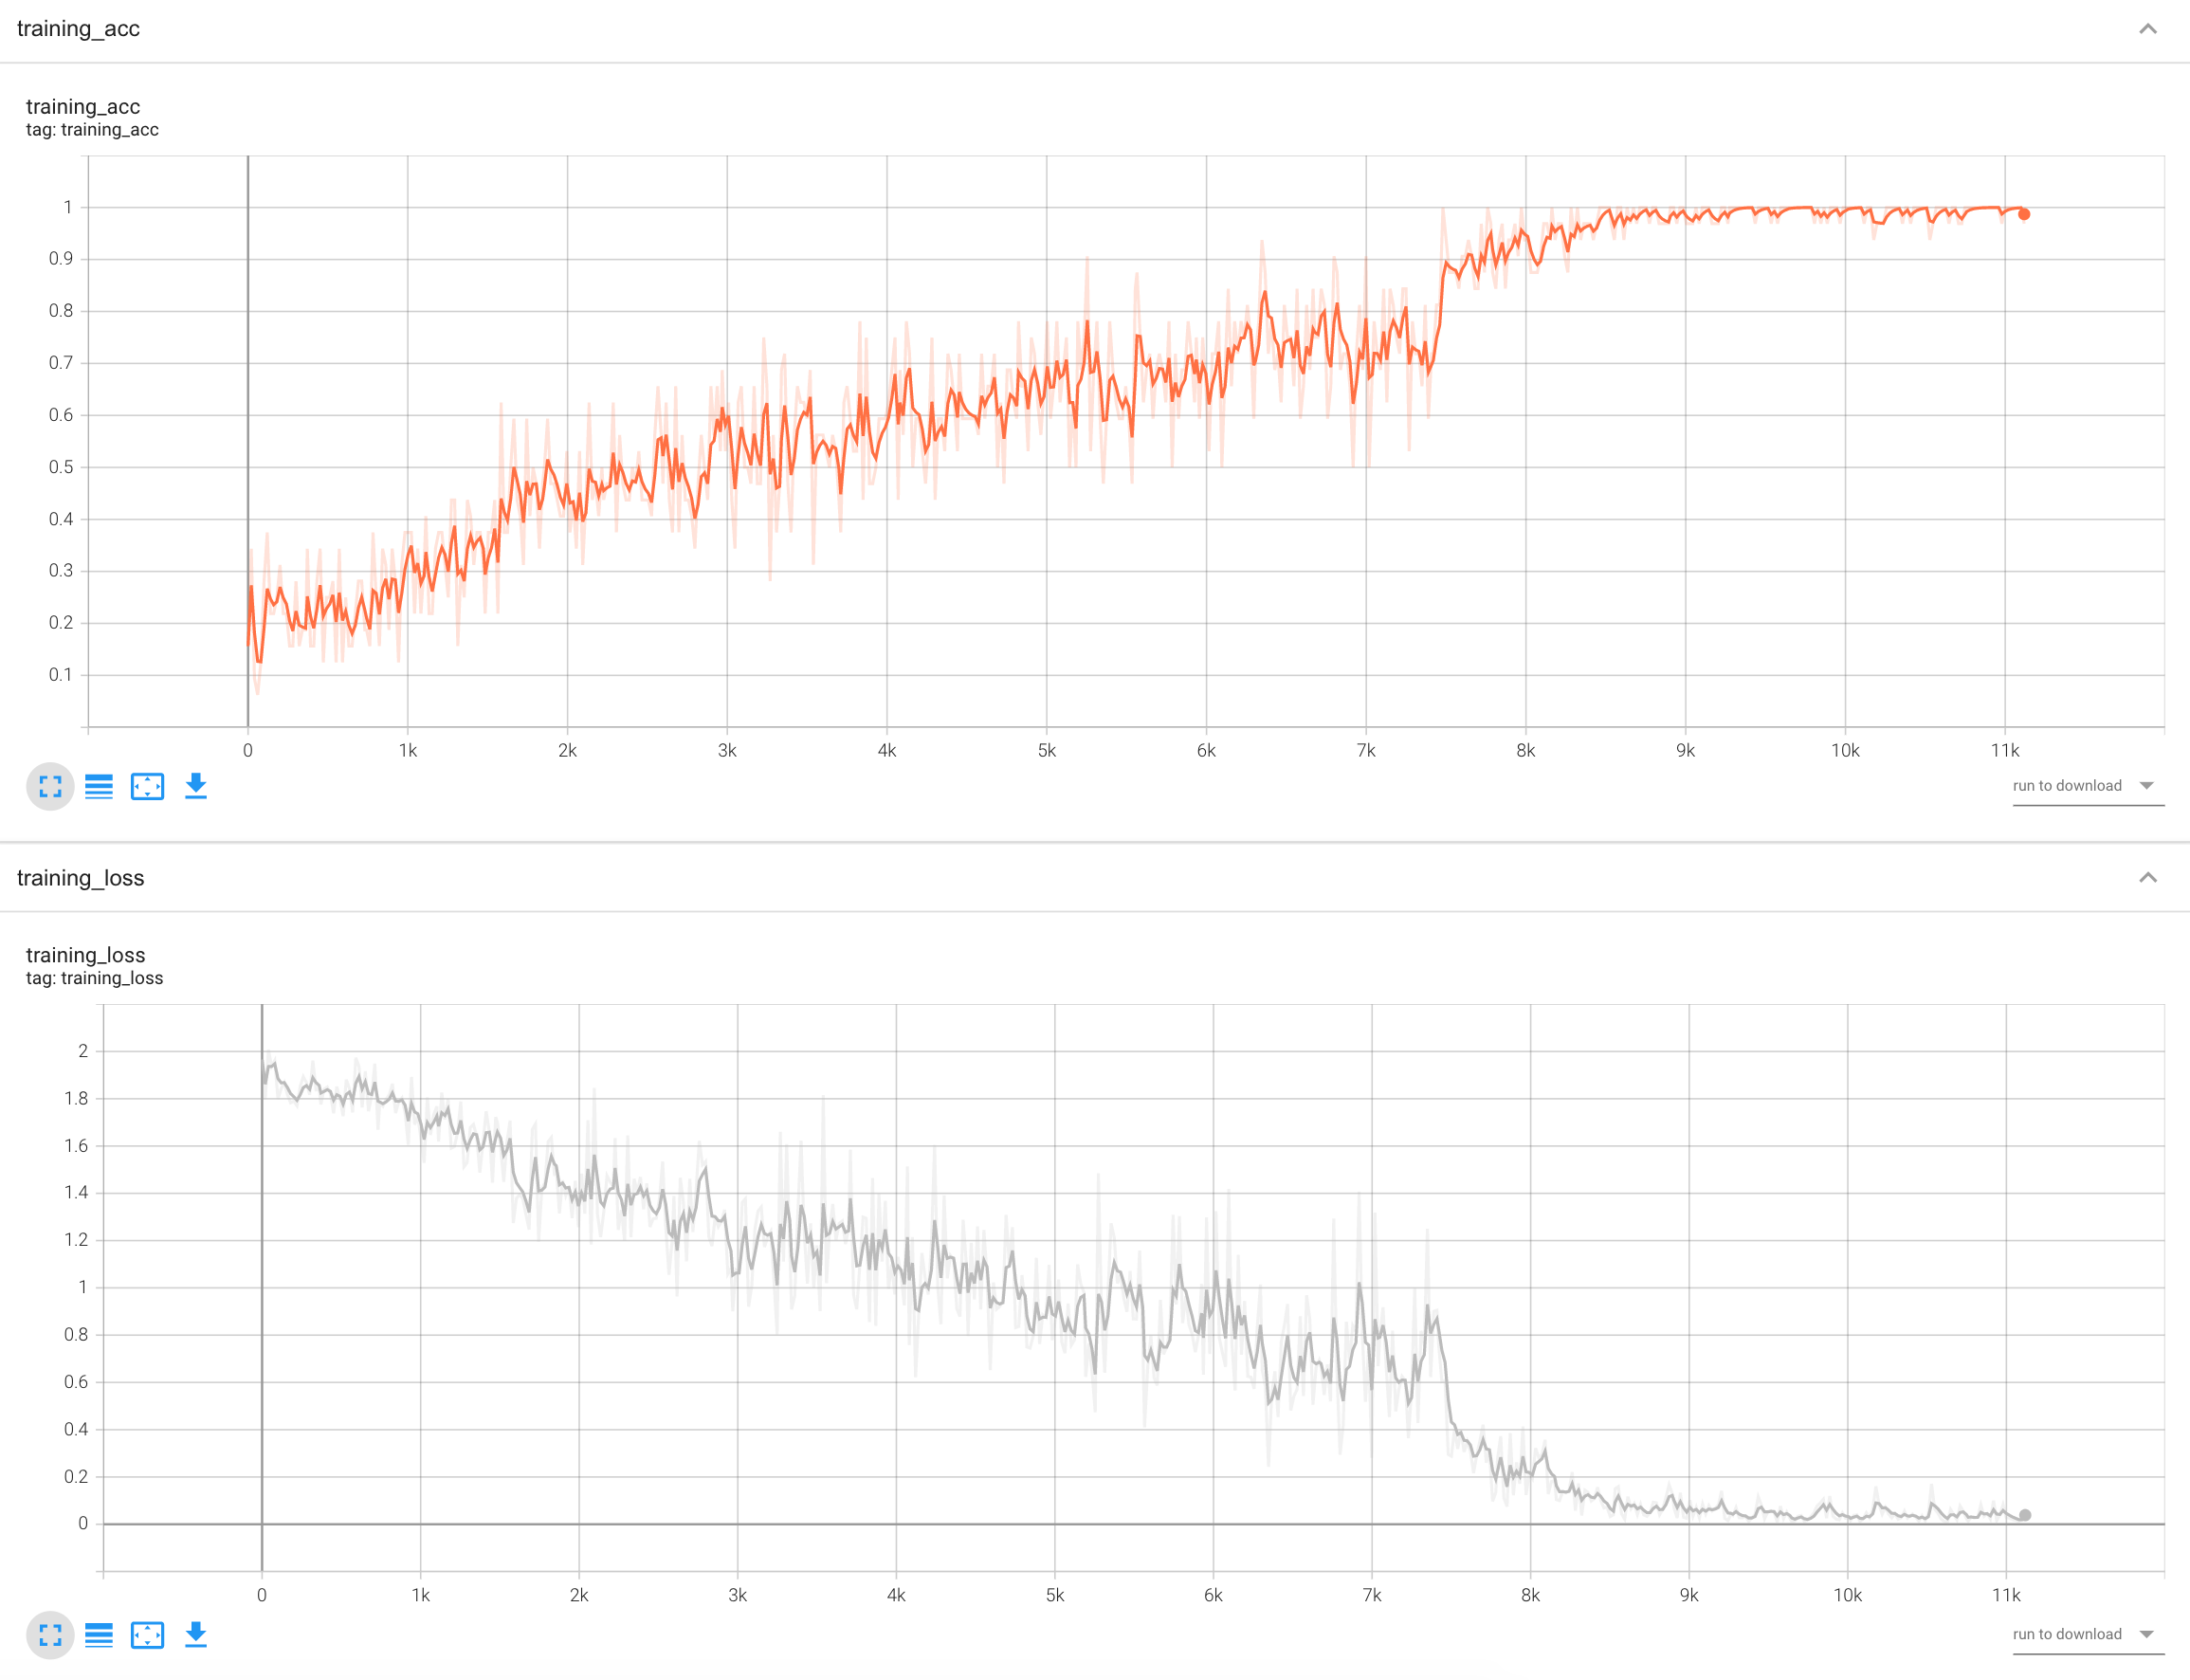 training_acc
training_acc
tag: training_acc
1
0.9
0.8
0.7
0.6
0.5
0.4
0.3
0.2
0.1
0 1k 2k 3k 4k 5k 6k 7k 8k 9k 10k 11k
run to download
training_loss
training_loss
tag: training_loss
2
1.8
1.6
1.4
1.2
1
0.8
0.6
0.4
0.2
0
0 1k 2k 3k 4k 5k 6k 7k 8k 9k 10k 11k
run to download